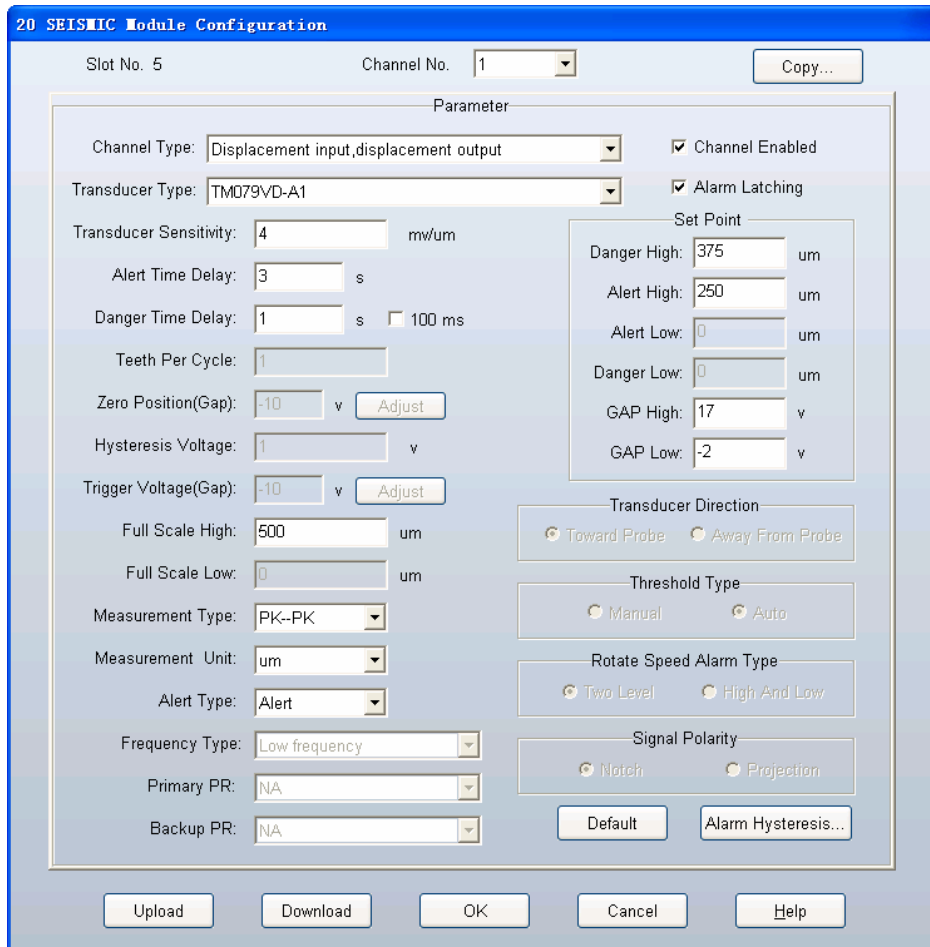 20 SEISMIC Module Configuration
Slot No. 5 Channel No. 1 Copy...
Parameter
Channel Type: Displacement input,displacement output Channel Enabled
Transducer Type: TM079VD-A1 Alarm Latching
Transducer Sensitivity: 4 mv/um
Alert Time Delay: 3 s
Danger Time Delay: 1 s 100 ms
Teeth Per Cycle: 1
Zero Position(Gap): -10 v Adjust
Hysteresis Voltage: 1 v
Trigger Voltage(Gap): -10 v Adjust
Full Scale High: 500 um
Full Scale Low: 0 um
Measurement Type: PK--PK
Measurement Unit: um
Alert Type: Alert
Frequency Type: Low frequency
Primary PR: NA
Backup PR: NA
Set Point
Danger High: 375 um
Alert High: 250 um
Alert Low: 0 um
Danger Low: 0 um
GAP High: 17 v
GAP Low: -2 v
Transducer Direction
Toward Probe Away From Probe
Threshold Type
Manual Auto
Rotate Speed Alarm Type
Two Level High And Low
Signal Polarity
Notch Projection
Default Alarm Hysteresis...
Upload Download OK Cancel Help